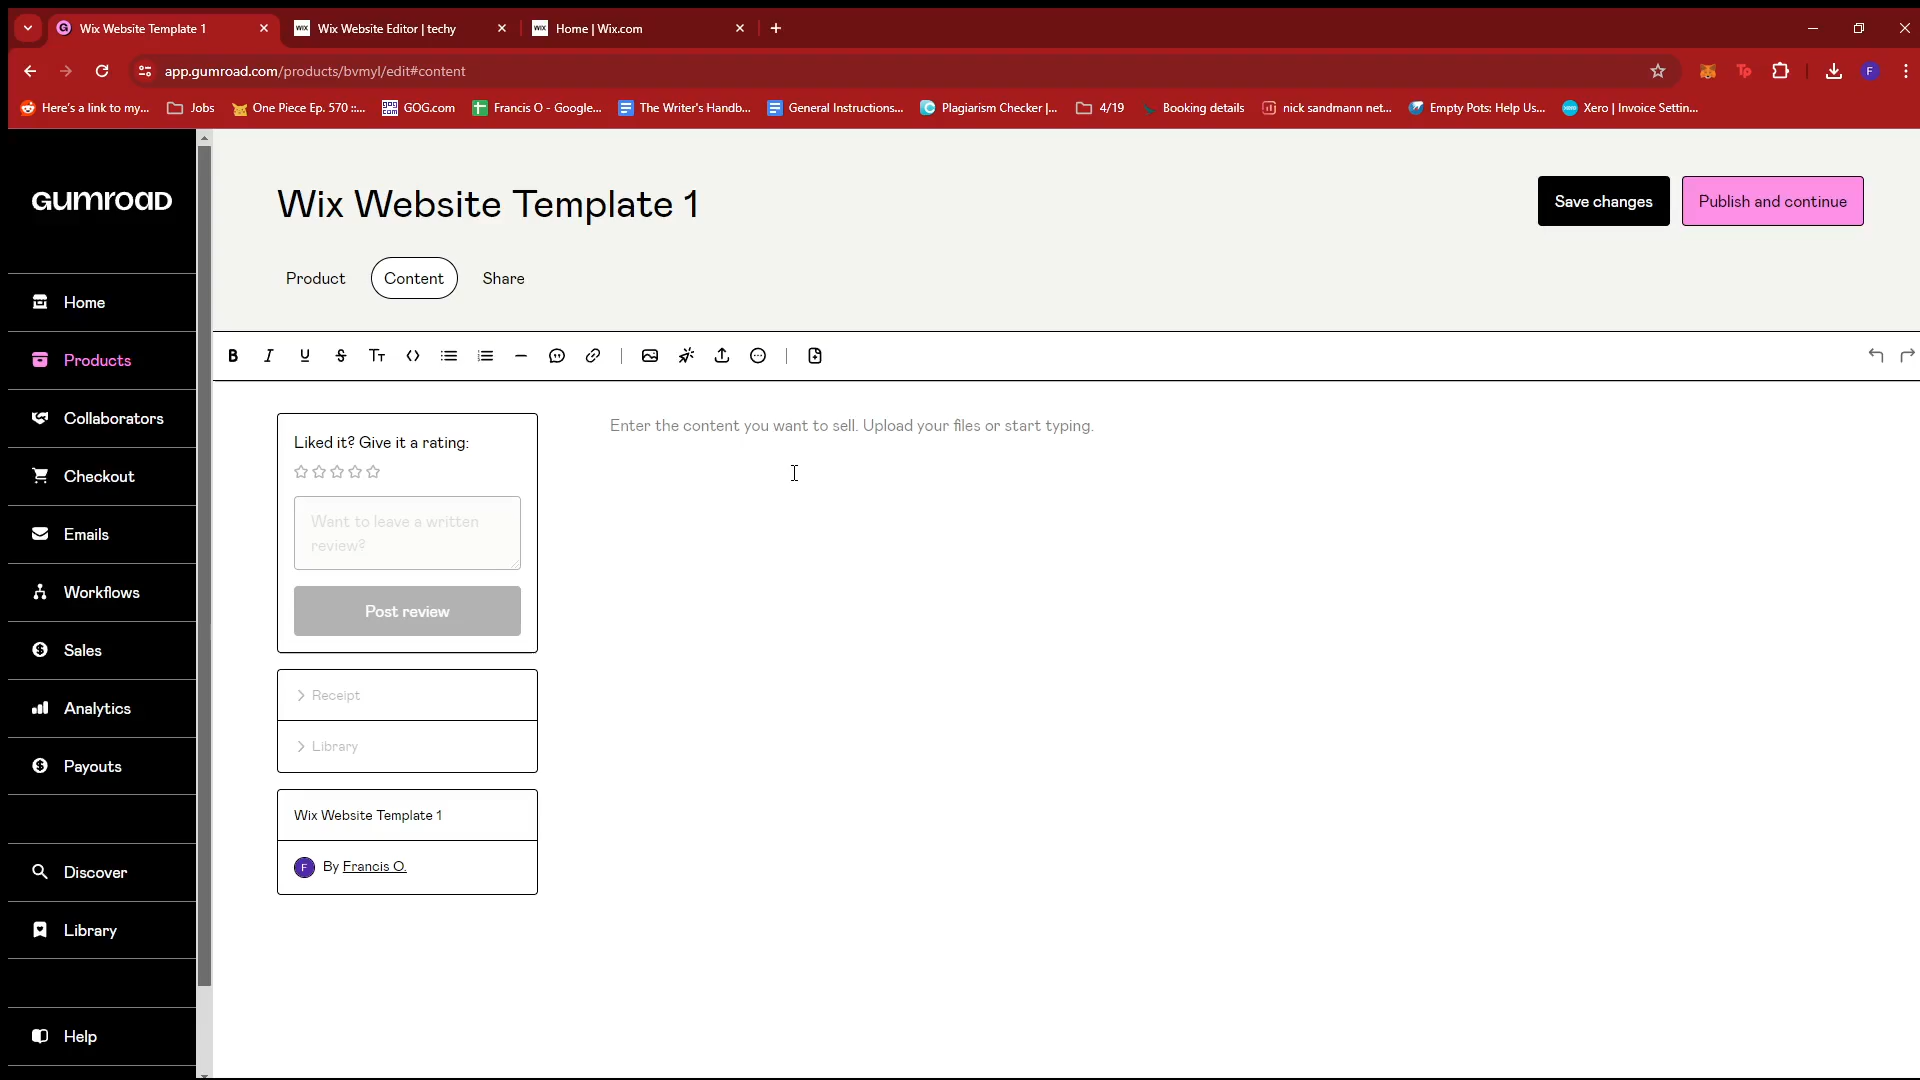 Wix Website Template 1
Wix Website Editor | techy
Home | Wix.com
app.gumroad.com/products/bvmyl/edit#content
Here's a link to my...
Jobs
One Piece Ep. 570 ::...
GOG.com
Francis O - Google...
The Writer's Handb...
General Instructions...
Plagiarism Checker |...
4/19
Booking details
nick sandmann net...
Empty Pots: Help Us...
Xero | Invoice Settin...
GUMROAD
Home
Products
Collaborators
Checkout
Emails
Workflows
Sales
Analytics
Payouts
Discover
Library
Help
Wix Website Template 1
Save changes
Publish and continue
Product
Content
Share
Liked it? Give it a rating:
Want to leave a written
review?
Post review
Receipt
Library
Wix Website Template 1
F By Francis O.
Enter the content you want to sell. Upload your files or start typing.